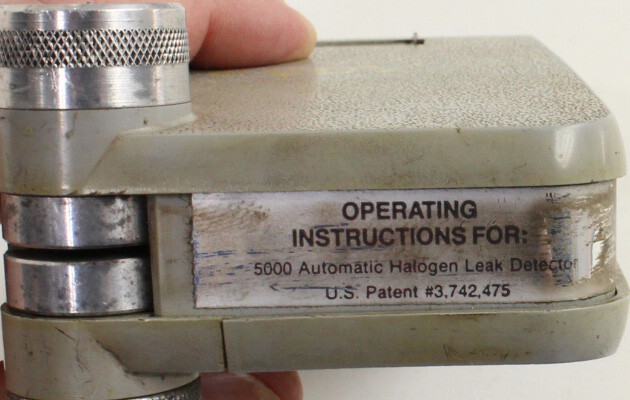 OPERATING
INSTRUCTIONS FOR:
5000 Automatic Halogen Leak Detector
U.S. Patent #3,742,475